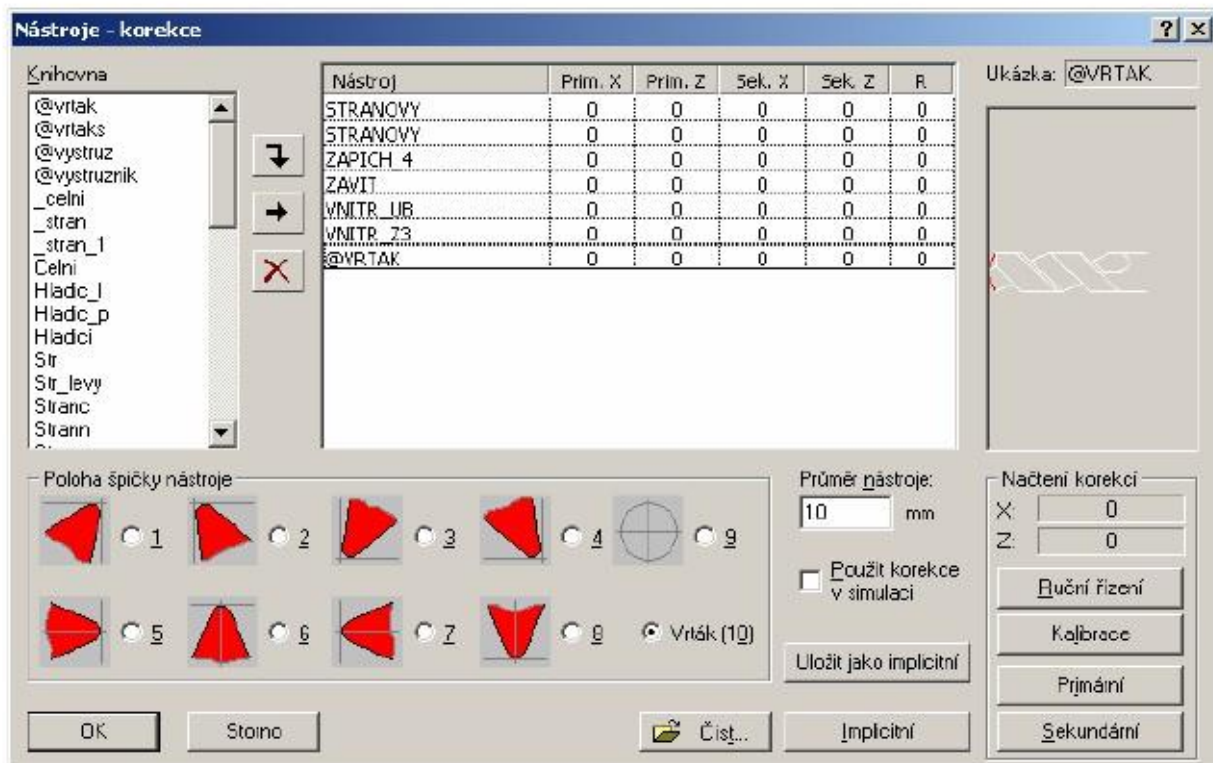 Nástroje - korekce
Knihovna
@vrtak
@vrtaks
@vystruz
@vystruznik
_celni
_stran
_stran_1
Celni
Hladic_l
Hladic_p
Hladici
Str
Str_levy
Stranc
Strann
Nástroj Prim. X Prim. Z Sek. X Sek. Z R
STRANOVY 0 0 0 0 0
STRANOVY 0 0 0 0 0
ZAPICH_4 0 0 0 0 0
ZAVIT 0 0 0 0 0
VNITR_UB 0 0 0 0 0
VNITR_Z3 0 0 0 0 0
@VRTAK 0 0 0 0 0
Ukázka: @VRTAK
Poloha špičky nástroje
1 2 3 4 9
5 6 7 8 Vrták (10)
Průměr nástroje:
10 mm
Použít korekce
v simulaci
Uložit jako implicitní
Načtení korekcí
X: 0
Z: 0
Ruční řízení
Kalibrace
Primární
Sekundární
OK
Storno
Číst...
Implicitní